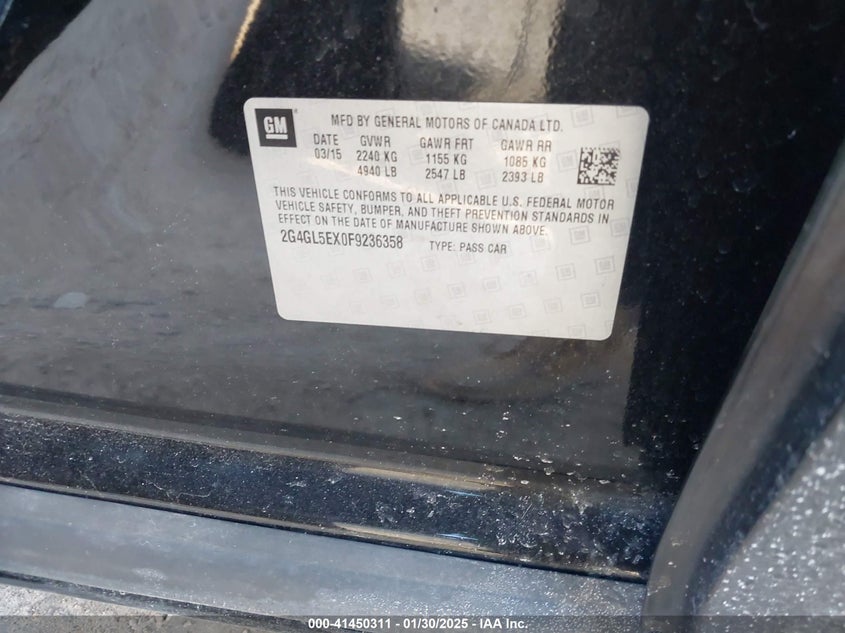 GM
MFD BY GENERAL MOTORS OF CANADA LTD.
DATE GVWR GAWR FRT GAWR RR
03/15 2240 KG 1155 KG 1085 KG
4940 LB 2547 LB 2393 LB
THIS VEHICLE CONFORMS TO ALL APPLICABLE U.S. FEDERAL MOTOR
VEHICLE SAFETY, BUMPER, AND THEFT PREVENTION STANDARDS IN
EFFECT ON THE DATE OF MANUFACTURE SHOWN ABOVE.
2G4GL5EX0F9236358 TYPE: PASS CAR
000-41450311 - 01/30/2025 - IAA Inc.